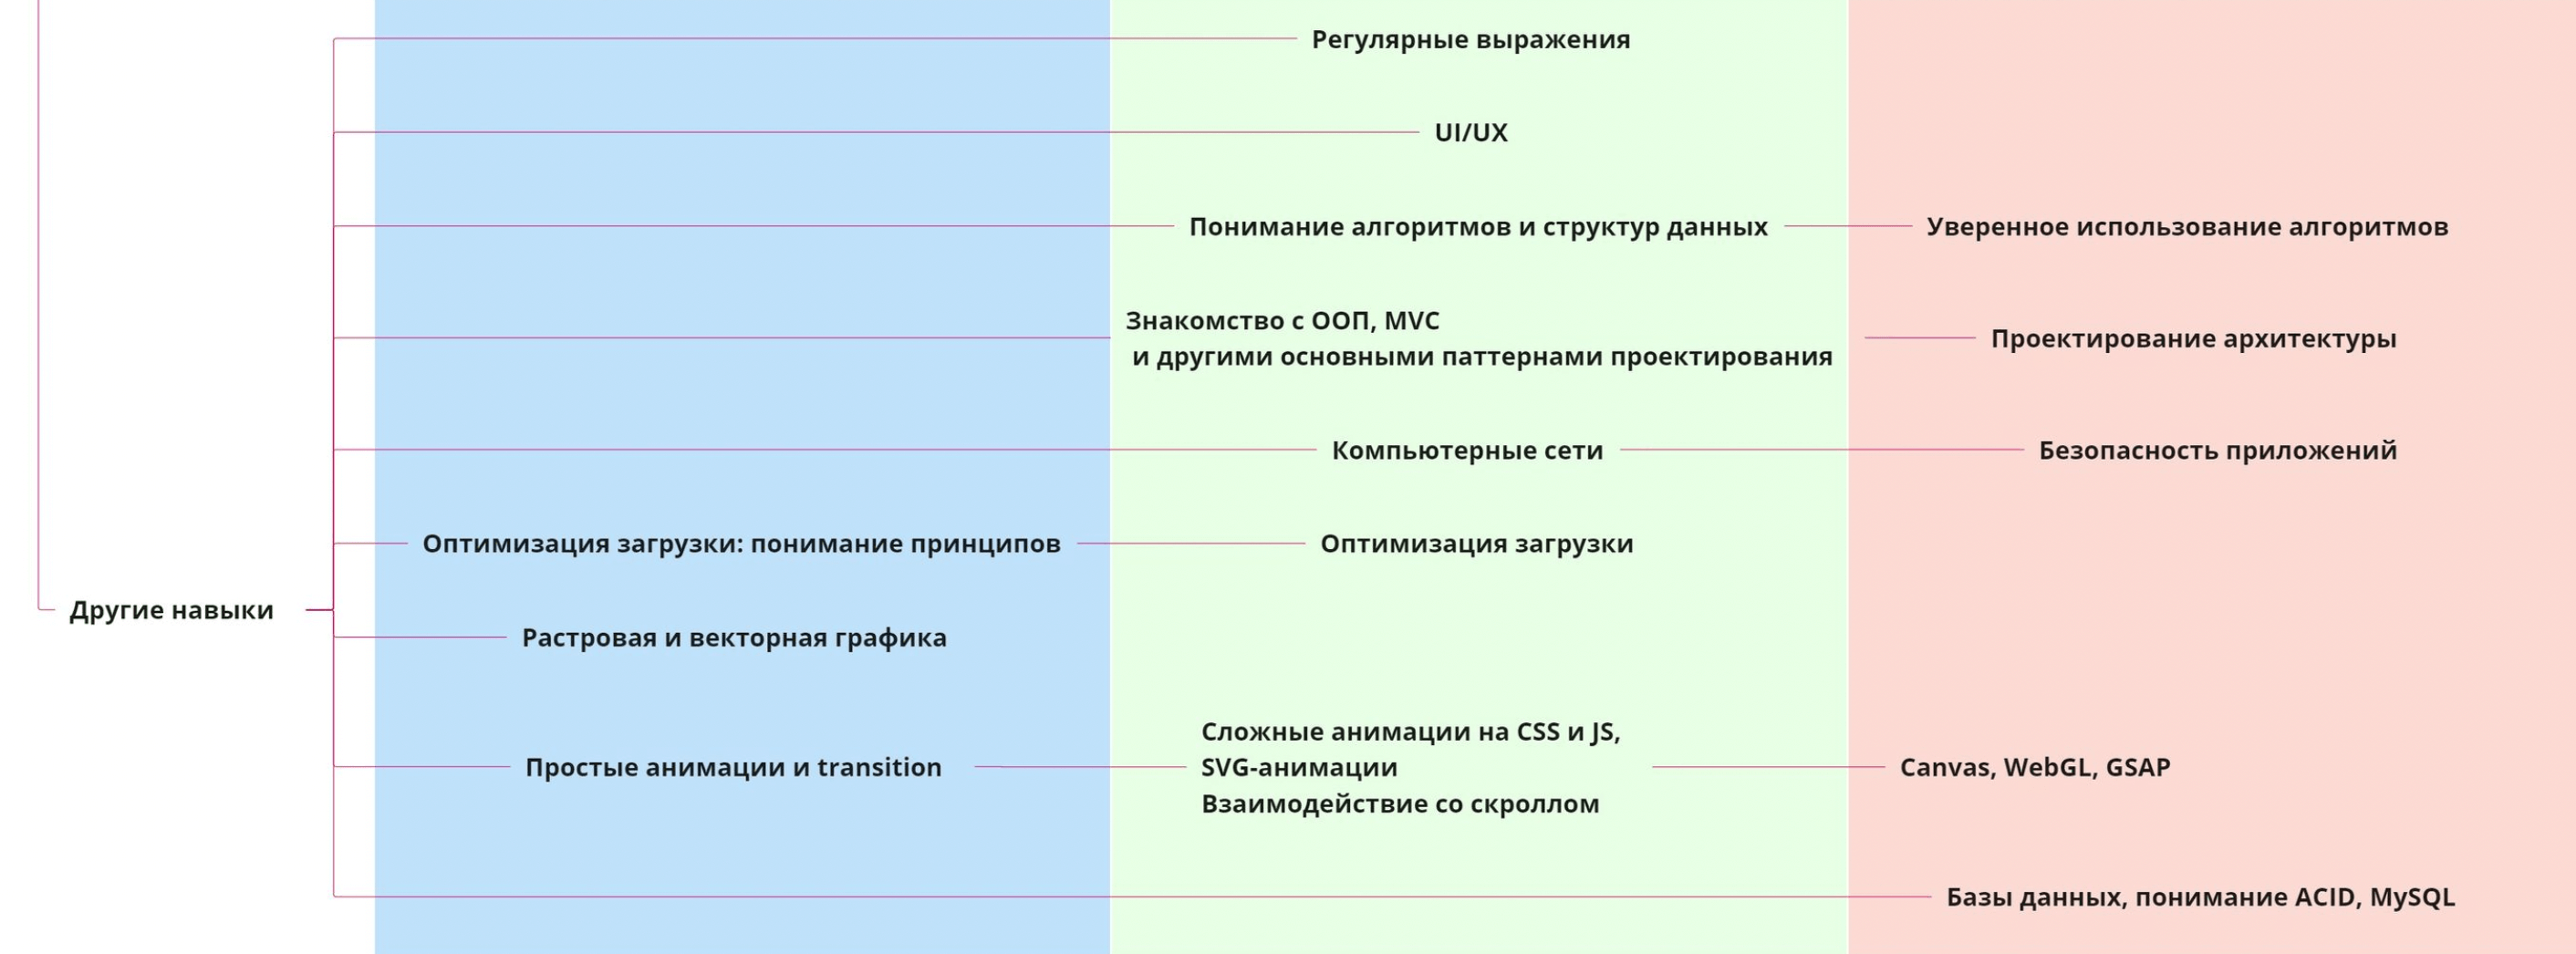 Регулярные выражения
UI/UX
Понимание алгоритмов и структур данных
Уверенное использование алгоритмов
Знакомство с ООП, MVC
и другими основными паттернами проектирования
Проектирование архитектуры
Компьютерные сети
Безопасность приложений
Оптимизация загрузки: понимание принципов
Оптимизация загрузки
Другие навыки
Растровая и векторная графика
Простые анимации и transition
Сложные анимации на CSS и JS,
SVG-анимации
Взаимодействие со скроллом
Canvas, WebGL, GSAP
Базы данных, понимание ACID, MySQL